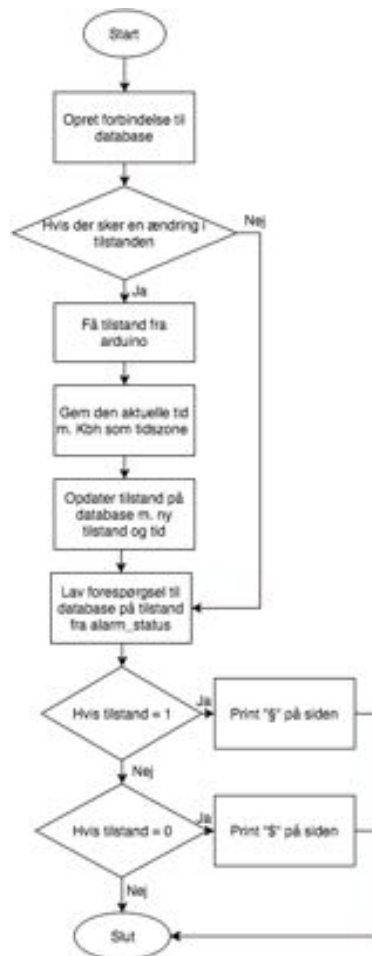 Start
Opret forbindelse til
database
Hvis der sker en ændring i
tilstanden
Nej
Ja
Få tilstand fra
arduino
Gem den aktuelle tid
m. Kbh som tidszone
Opdater tilstand på
database m. ny
tilstand og tid
Lav forespørgsel til
database på tilstand
fra alarm_status
Hvis tilstand = 1
Ja
Print "§" på siden
Nej
Hvis tilstand = 0
Ja
Print "$" på siden
Nej
Slut